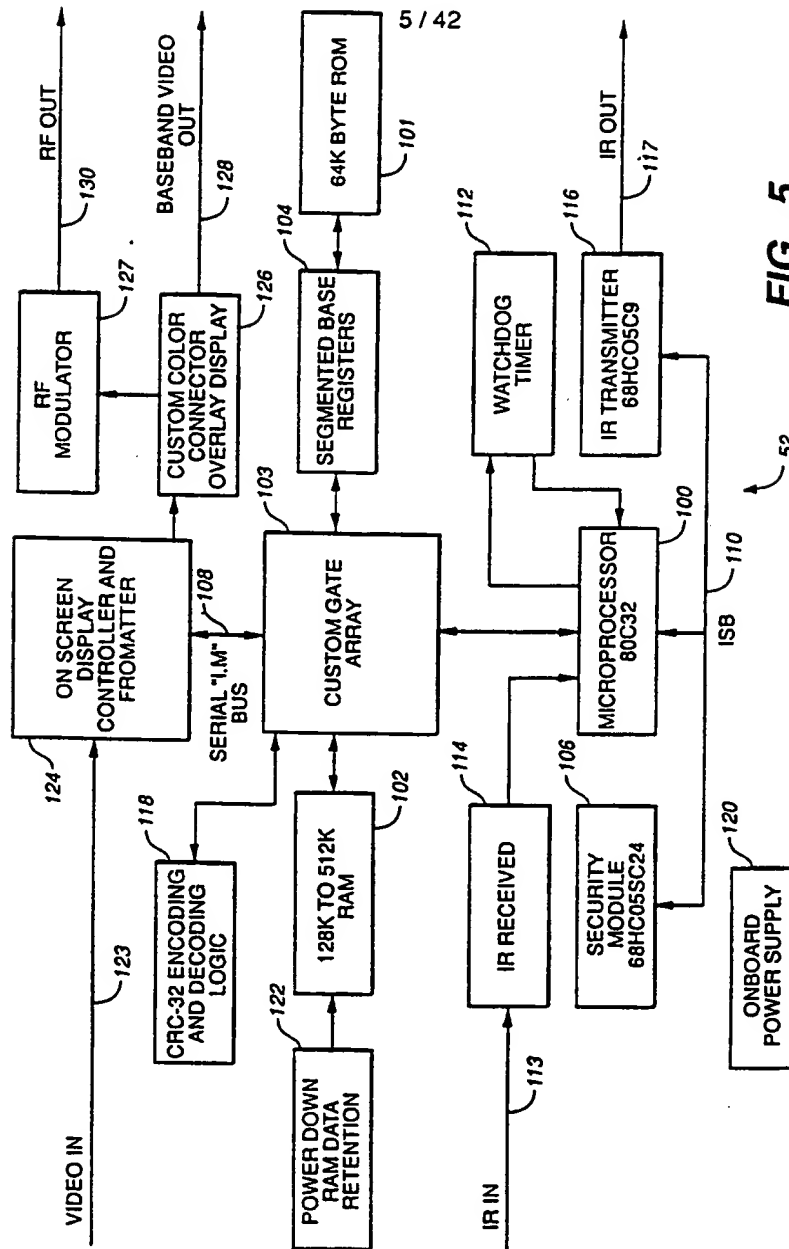 5 / 42
RF OUT
130
RF
MODULATOR
127
BASEBAND VIDEO
OUT
128
CUSTOM COLOR
CONNECTOR
OVERLAY DISPLAY
126
64K BYTE ROM
101
104
SEGMENTED BASE
REGISTERS
ON SCREEN
DISPLAY
CONTROLLER AND
FROMATTER
124
108
SERIAL "I.M"
BUS
103
CUSTOM GATE
ARRAY
VIDEO IN
123
118
CRC-32 ENCODING
AND DECODING
LOGIC
128K TO 512K
RAM
102
122
POWER DOWN
RAM DATA
RETENTION
112
WATCHDOG
TIMER
IR OUT
117
116
IR TRANSMITTER
68HCO5C9
100
MICROPROCESSOR
80C32
110
ISB
114
IR RECEIVED
IR IN
113
106
SECURITY
MODULE
68HC05SC24
120
ONBOARD
POWER SUPPLY
52
FIG. 5